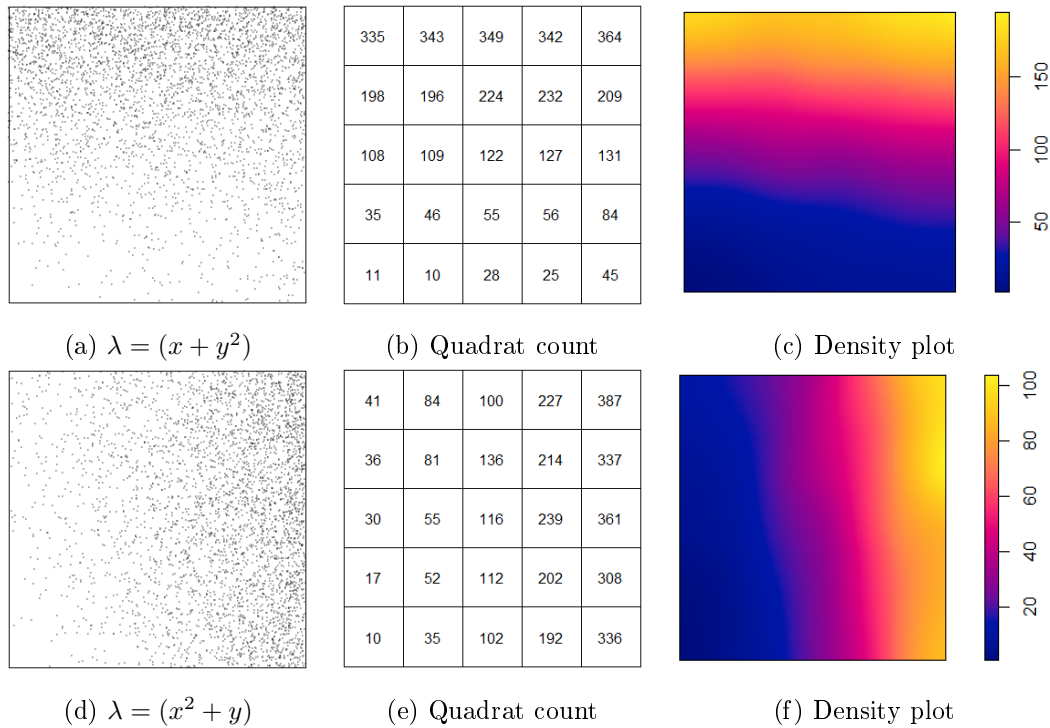 335 343 349 342 364
198 196 224 232 209
108 109 122 127 131
35 46 55 56 84
11 10 28 25 45
150
100
50
(a) λ = (x + y²)
(b) Quadrat count
(c) Density plot
41 84 100 227 387
36 81 136 214 337
30 55 116 239 361
17 52 112 202 308
10 35 102 192 336
100
80
60
40
20
(d) λ = (x² + y)
(e) Quadrat count
(f) Density plot